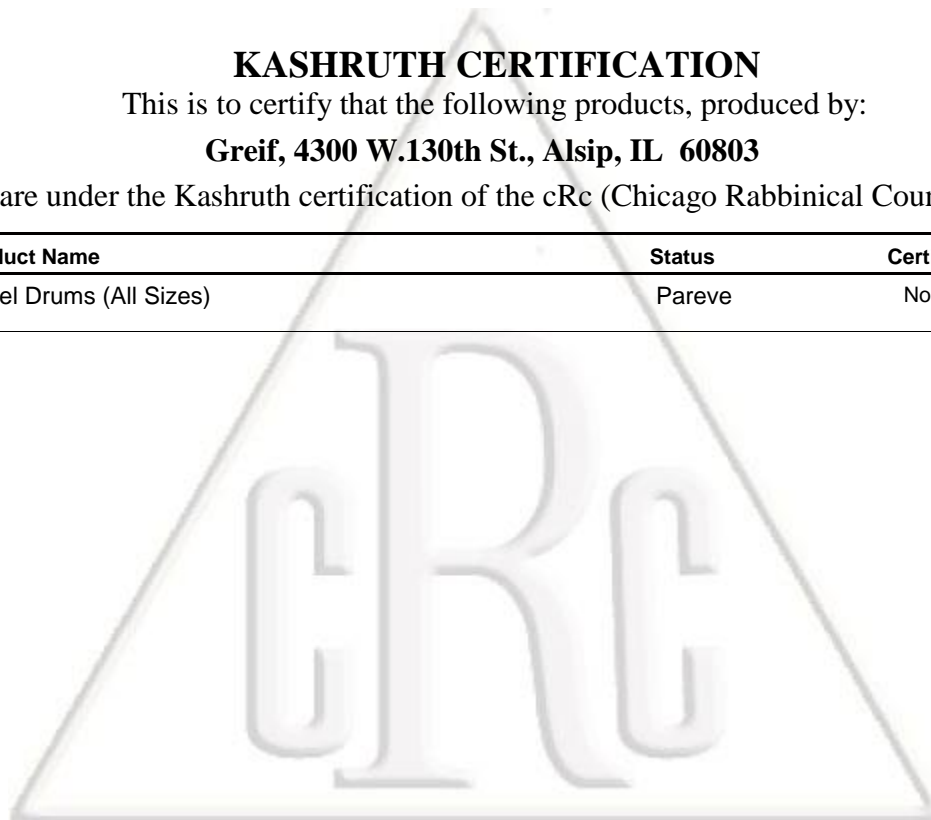 KASHRUTH CERTIFICATION
This is to certify that the following products, produced by:
Greif, 4300 W.130th St., Alsip, IL  60803
are under the Kashruth certification of the cRc (Chicago Rabbinical Coun
duct Name Status Cert
el Drums (All Sizes) Pareve No
cRc